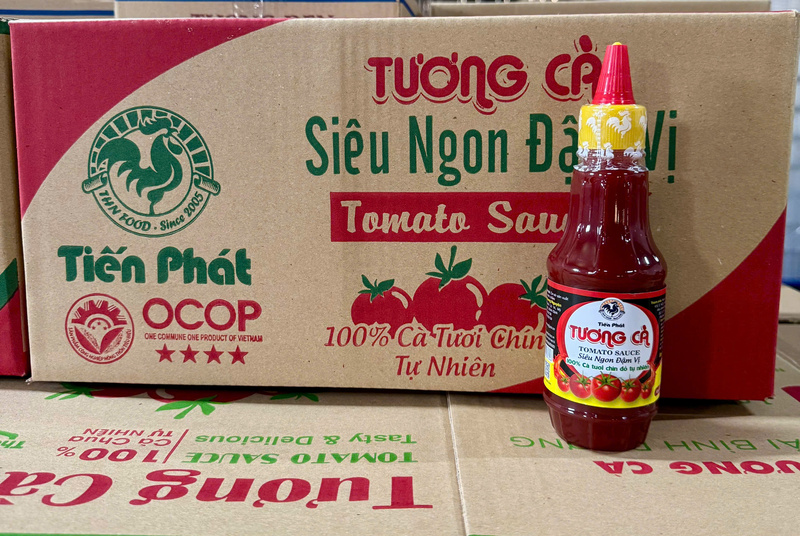 TƯƠNG CÀ
Siêu Ngon Đậm Vị
Tomato Sau
THN FOOD . Since 2005
Tiến Phát
OCOP
ONE COMMUNE ONE PRODUCT OF VIETNAM
100% Cà Tươi Chín
Tự Nhiên
Tiến Phát
TƯƠNG CÀ
TOMATO SAUCE
Siêu Ngon Đậm Vị
100% Cà tươi chín đỏ tự nhiên
Tương Cà
TOMATO SAUCE
Tasty & Delicious
100%
Cà Chua
Tự NHIÊN
TƯƠNG CÀ